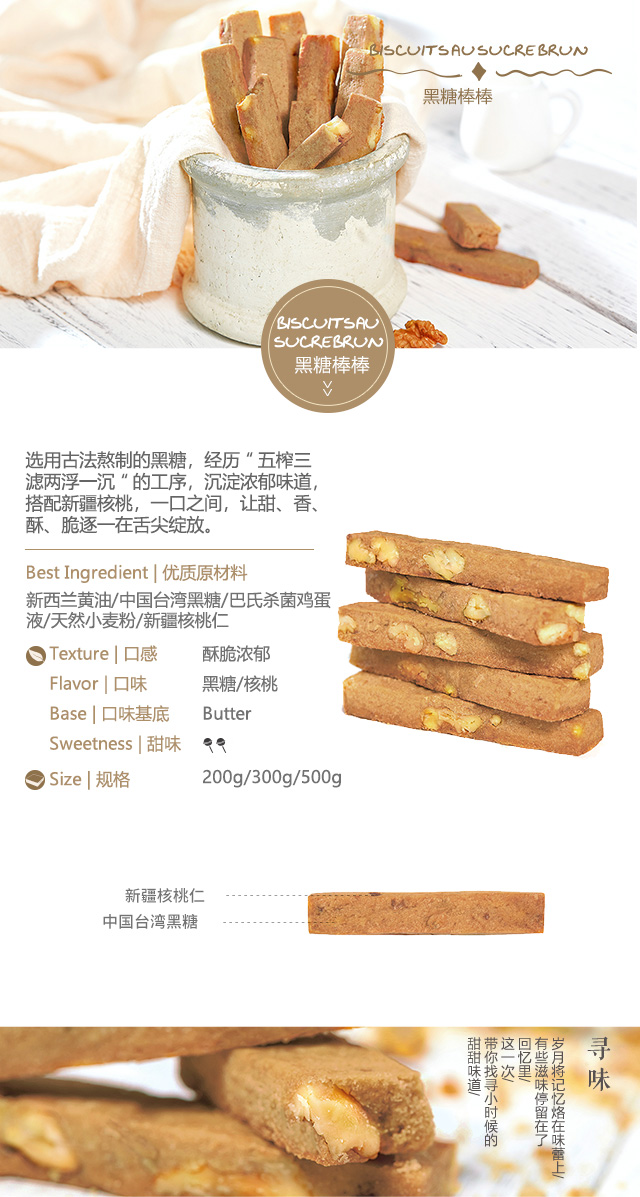 BISCUITS AU SUCRE BRUN
黑糖棒棒
BISCUITS AU
SUCRE BRUN
黑糖棒棒
选用古法熬制的黑糖，经历“五榨三
滤两浮一沉“的工序，沉淀浓郁味道，
搭配新疆核桃，一口之间，让甜、香、
酥、脆逐一在舌尖绽放。
Best Ingredient | 优质原材料
新西兰黄油/中国台湾黑糖/巴氏杀菌鸡蛋
液/天然小麦粉/新疆核桃仁
Texture | 口感 酥脆浓郁
Flavor | 口味 黑糖/核桃
Base | 口味基底 Butter
Sweetness | 甜味
Size | 规格 200g/300g/500g
新疆核桃仁
中国台湾黑糖
寻味
岁月将记忆烙在味蕾上/
有些滋味停留在了
回忆里/
这一次/
带你找寻小时候的
甜甜味道/